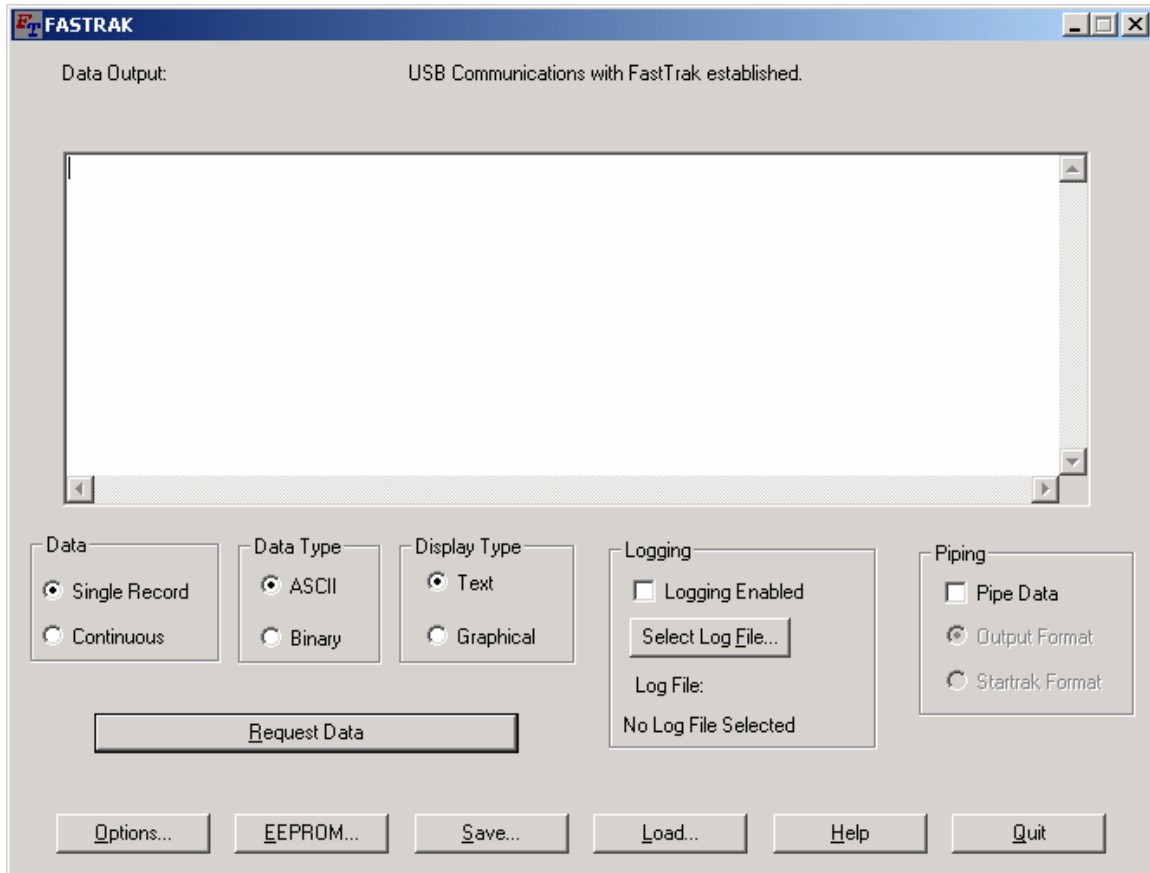 FT FASTRAK
Data Output: USB Communications with FastTrak established.
Data Data Type Display Type Logging Piping
Single Record ASCII Text Logging Enabled Pipe Data
Continuous Binary Graphical Select Log File... Output Format
Log File: Startrak Format
No Log File Selected
Request Data
Options... EEPROM... Save... Load... Help Quit